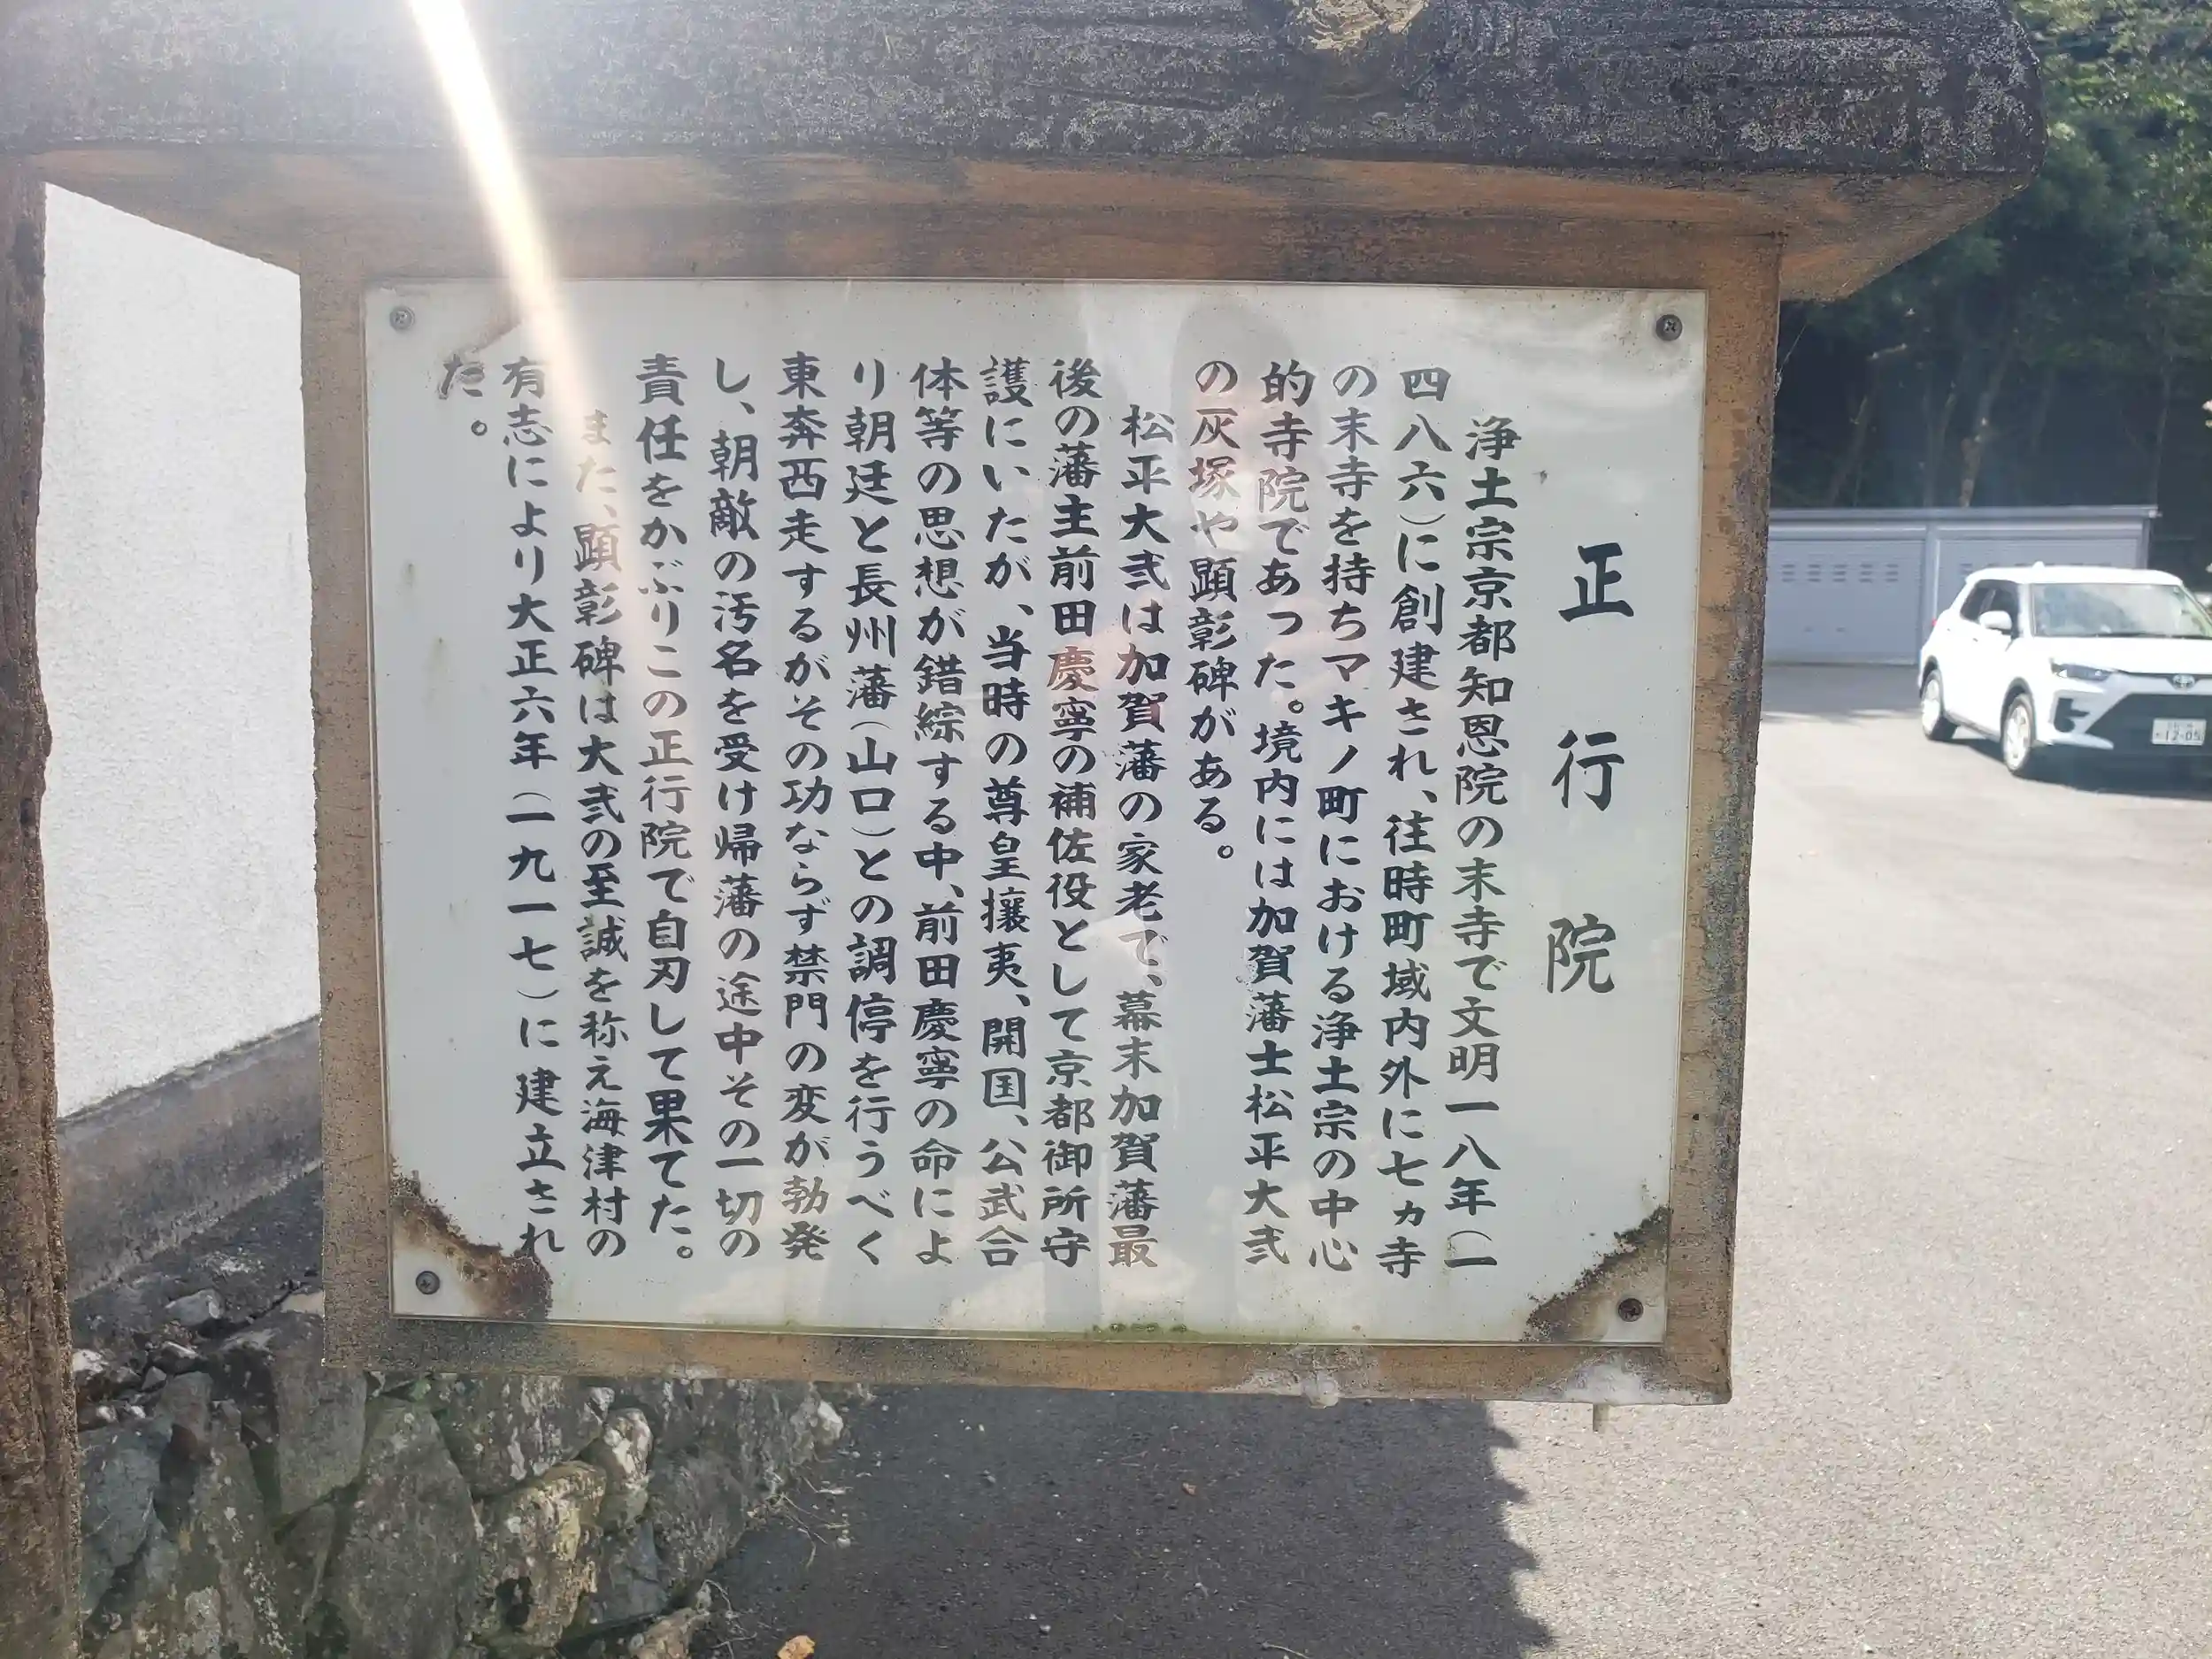 正行院
浄土宗京都知恩院の末寺で文明一八年(一
四八六)に創建され、往時町域内外に七ヵ寺
の末寺を持ちマキノ町における浄土宗の中心
的寺院であった。境内には加賀藩士松平大弐
の灰塚や顕彰碑がある。
松平大弐は加賀藩の家老で、幕末加賀藩最
後の藩主前田慶寧の補佐役として京都御所守
護にいたが、当時の尊皇攘夷、開国、公武合
体等の思想が錯綜する中、前田慶寧の命によ
り朝廷と長州藩(山口)との調停を行うべく
東奔西走するがその功ならず禁門の変が勃発
し、朝敵の汚名を受け帰藩の途中その一切の
責任をかぶりこの正行院で自刃して果てた。
また、顕彰碑は大弐の至誠を称え海津村の
有志により大正六年(一九一七)に建立され
た。
12-05